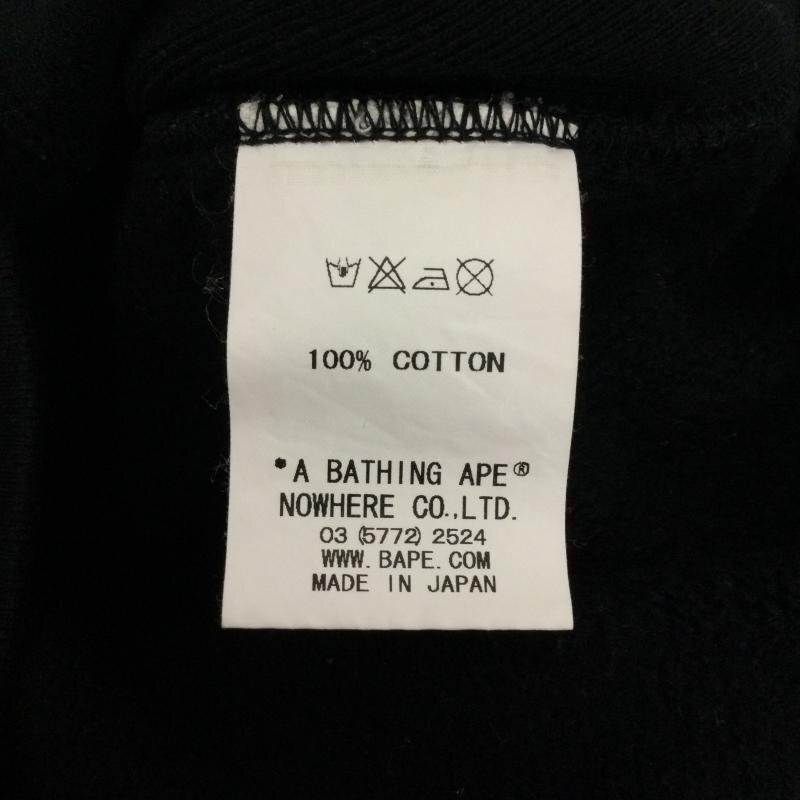 100% COTTON
*A BATHING APE®
NOWHERE CO.,LTD.
03 (5772) 2524
WWW.BAPE.COM
MADE IN JAPAN